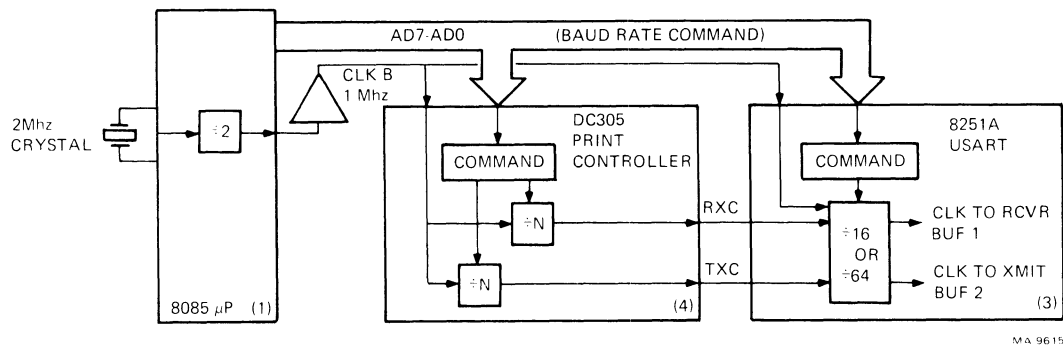 AD7-AD0 (BAUD RATE COMMAND)
CLK B
1 Mhz
2Mhz
CRYSTAL
÷2
8085 µP (1)
DC305
PRINT
CONTROLLER
COMMAND
÷N
÷N
(4)
RXC
TXC
8251A
USART
COMMAND
÷16
OR
÷64
CLK TO RCVR
BUF 1
CLK TO XMIT
BUF 2
(3)
MA 9615